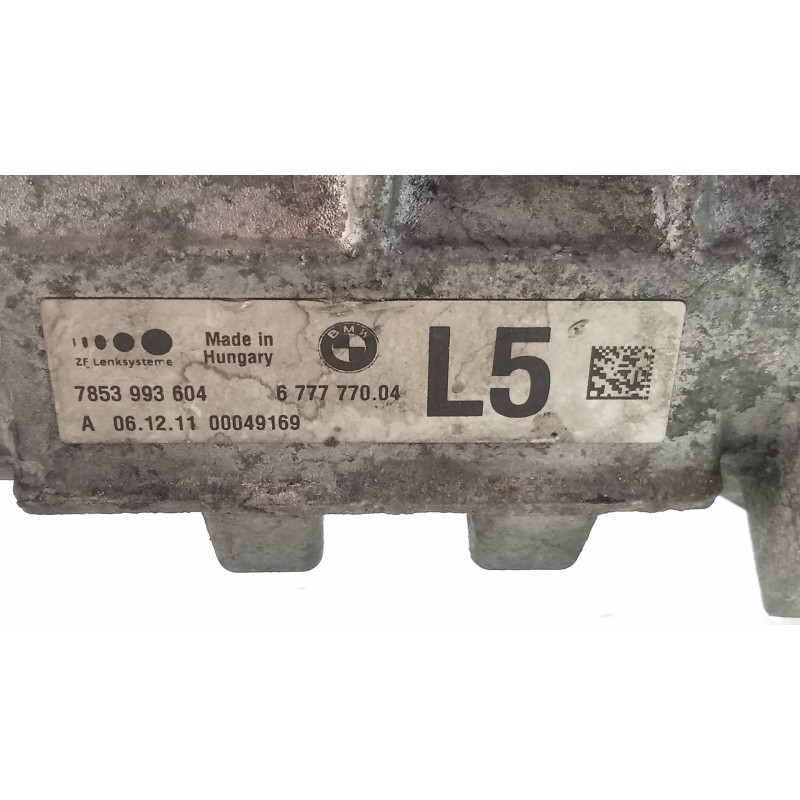 ZF Lenksysteme
Made in
Hungary
BMW
L5
7853 993 604
6 777 770.04
A 06.12.11 00049169